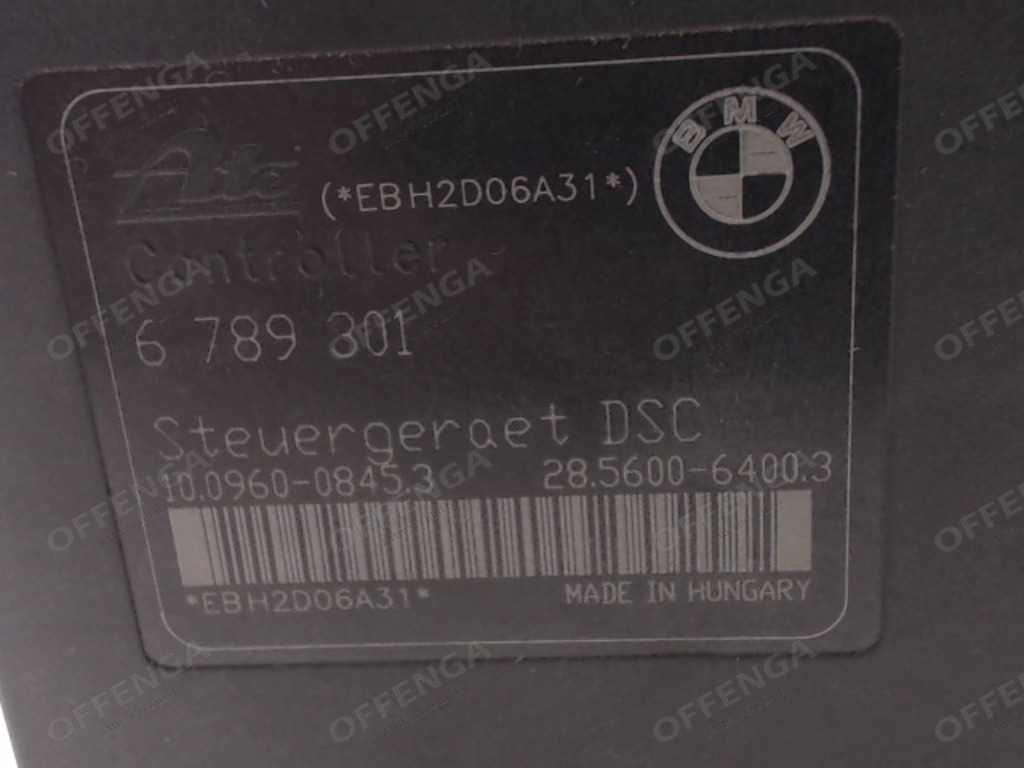 BMW
Ate (*EBH2D06A31*)
Controller
6 789 301
Steuergeraet DSC
10.0960-0845.3 28.5600-6400.3
*EBH2D06A31* MADE IN HUNGARY
OFFENGA